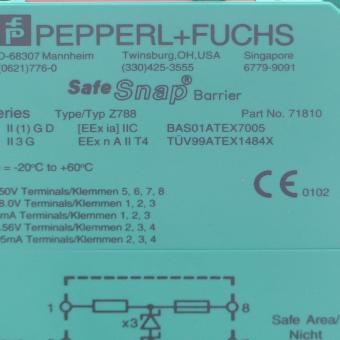 PEPPERL+FUCHS
D-68307 Mannheim Twinsburg,OH,USA Singapore
(0621)776-0 (330)425-3555 6779-9091
Safe Snap® Barrier
eries Type/Typ Z788 Part No. 71810
II (1) G D [EEx ia] IIC BAS01ATEX7005
II 3 G EEx n A II T4 TÜV99ATEX1484X
= -20°C to +60°C
50V Terminals/Klemmen 5, 6, 7, 8
8.0V Terminals/Klemmen 1, 2, 3
mA Terminals/Klemmen 1, 2, 3
.56V Terminals/Klemmen 2, 3, 4
5mA Terminals/Klemmen 2, 3, 4
CE 0102
1 8
x3
Safe Area/
Nicht